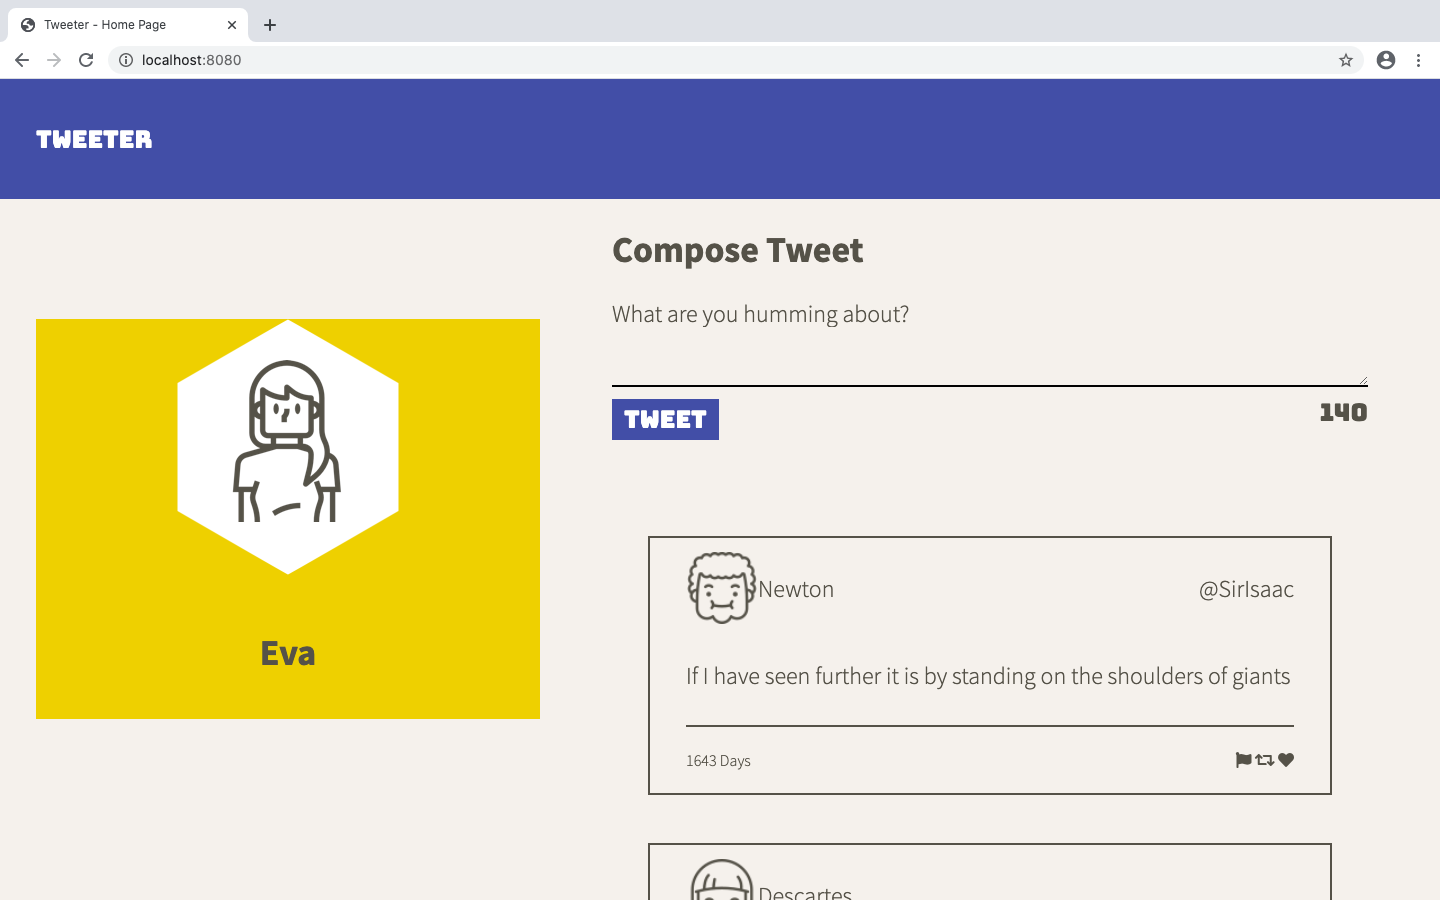 Tweeter - Home Page
localhost:8080
TWEETER
Compose Tweet
What are you humming about?
TWEET
140
Eva
Newton
@SirIsaac
If I have seen further it is by standing on the shoulders of giants
1643 Days
Descartes